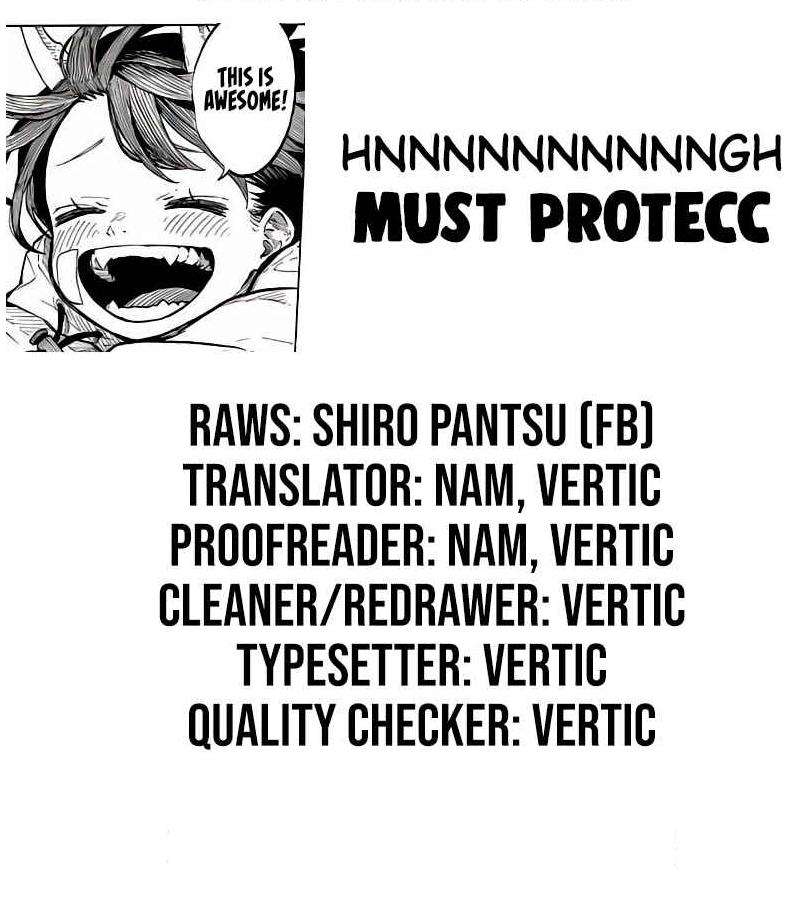 THIS IS
AWESOME!
HNNNNNNNNNNNGH
MUST PROTECC
RAWS: SHIRO PANTSU (FB)
TRANSLATOR: NAM, VERTIC
PROOFREADER: NAM, VERTIC
CLEANER/REDRAWER: VERTIC
TYPESETTER: VERTIC
QUALITY CHECKER: VERTIC